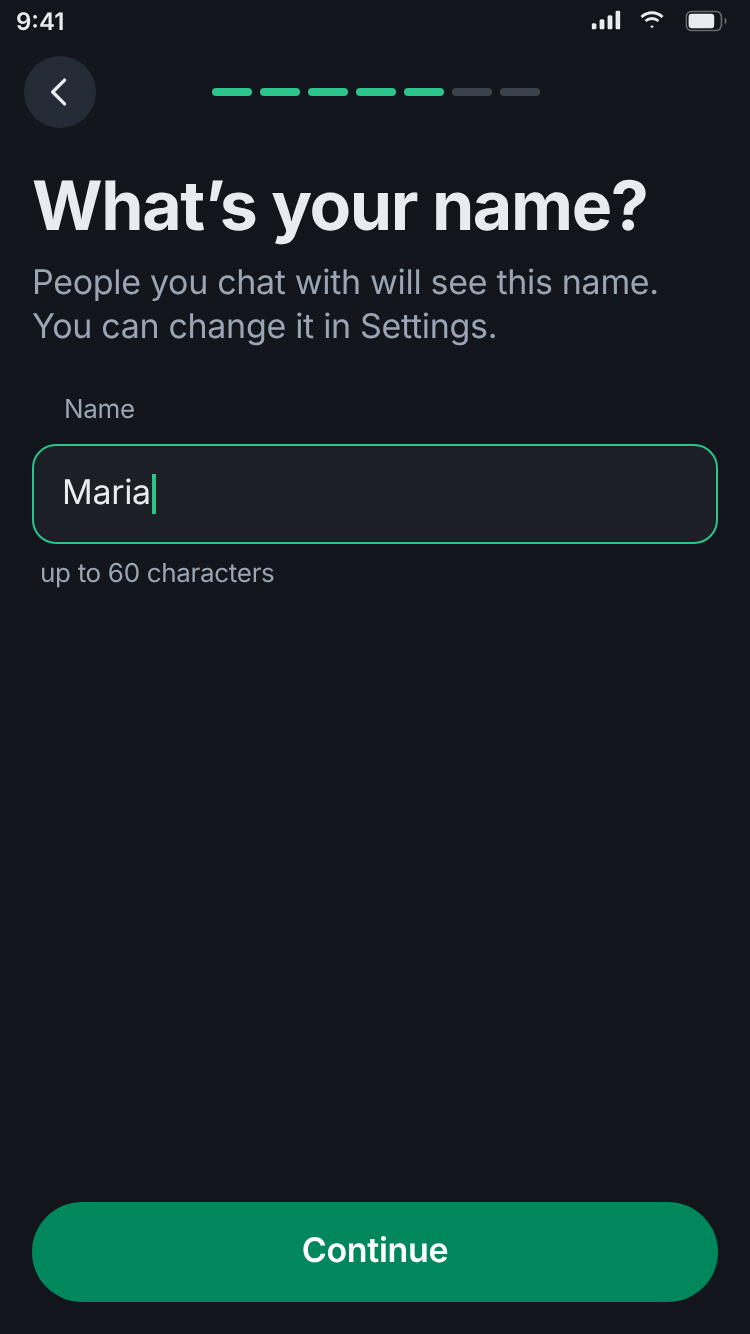 9:41
What’s your name?
People you chat with will see this name.
You can change it in Settings.
Name
Maria
up to 60 characters
Continue